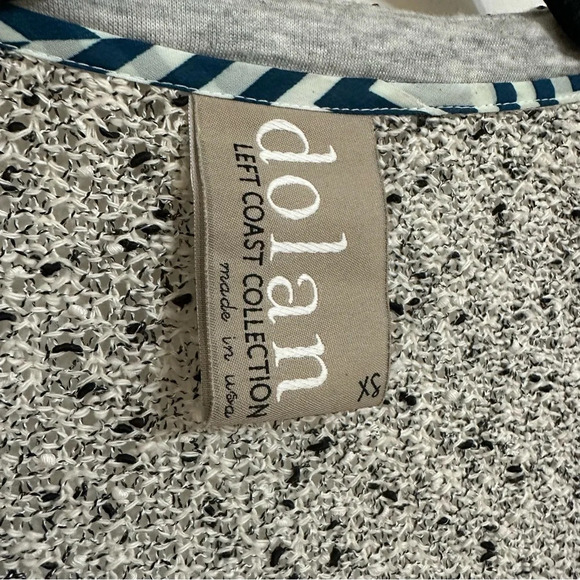 dolan
LEFT COAST COLLECTION
made in usa
XS